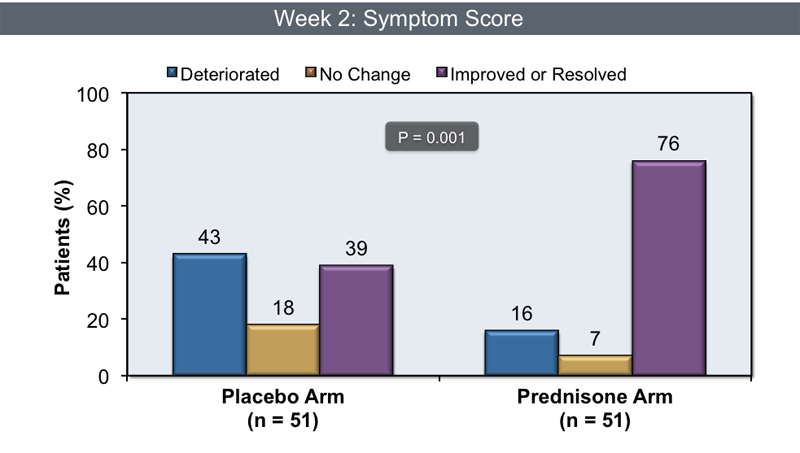 Week 2: Symptom Score
Deteriorated No Change Improved or Resolved
100
80
60
40
20
0
Patients (%)
P = 0.001
43
18
39
16
7
76
Placebo Arm
(n = 51)
Prednisone Arm
(n = 51)